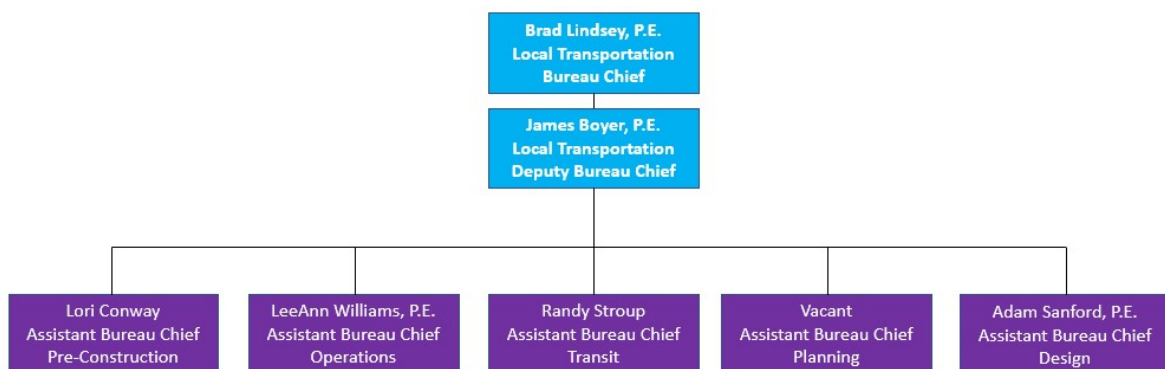 Brad Lindsey, P.E.
Local Transportation
Bureau Chief
James Boyer, P.E.
Local Transportation
Deputy Bureau Chief
Lori Conway
Assistant Bureau Chief
Pre-Construction
LeeAnn Williams, P.E.
Assistant Bureau Chief
Operations
Randy Stroup
Assistant Bureau Chief
Transit
Vacant
Assistant Bureau Chief
Planning
Adam Sanford, P.E.
Assistant Bureau Chief
Design